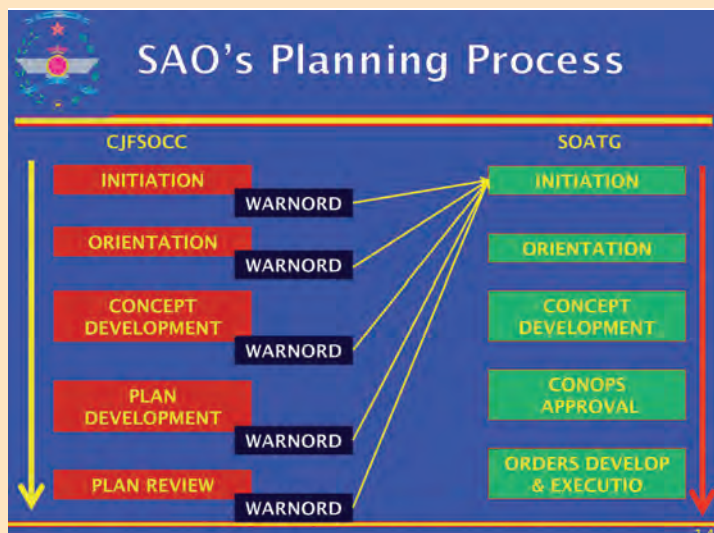 SAO's Planning Process
CJFSOCC
INITIATION
WARNORD
ORIENTATION
WARNORD
CONCEPT
DEVELOPMENT
WARNORD
PLAN
DEVELOPMENT
WARNORD
PLAN REVIEW
WARNORD
SOATG
INITIATION
ORIENTATION
CONCEPT
DEVELOPMENT
CONOPS
APPROVAL
ORDERS DEVELOP
& EXECUTIO